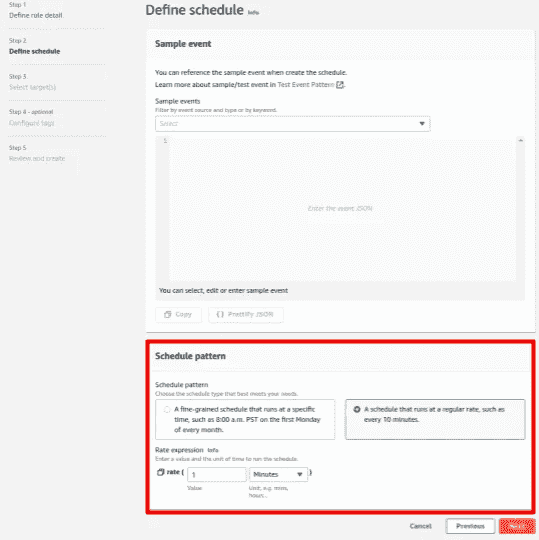 Step 1
Define rule detail
Step 2
Define schedule
Step 3
Select target(s)
Step 4 - optional
Configure tags
Step 5
Review and create
Define schedule Info
Sample event
You can reference the sample event when create the schedule.
Learn more about sample/test event in Test Event Pattern
Sample events
Filter by event source and type or by keyword.
Select
1
Enter the event JSON
You can select, edit or enter sample event
Copy
Prettify JSON
Schedule pattern
Schedule pattern
Choose the schedule type that best meets your needs.
A fine-grained schedule that runs at a specific
time, such as 8:00 a.m. PST on the first Monday
of every month.
A schedule that runs at a regular rate, such as
every 10 minutes.
Rate expression Info
Enter a value and the unit of time to run the schedule.
rate ( 1 Minutes )
Value
Unit, e.g. mins,
hours...
Cancel
Previous
Next